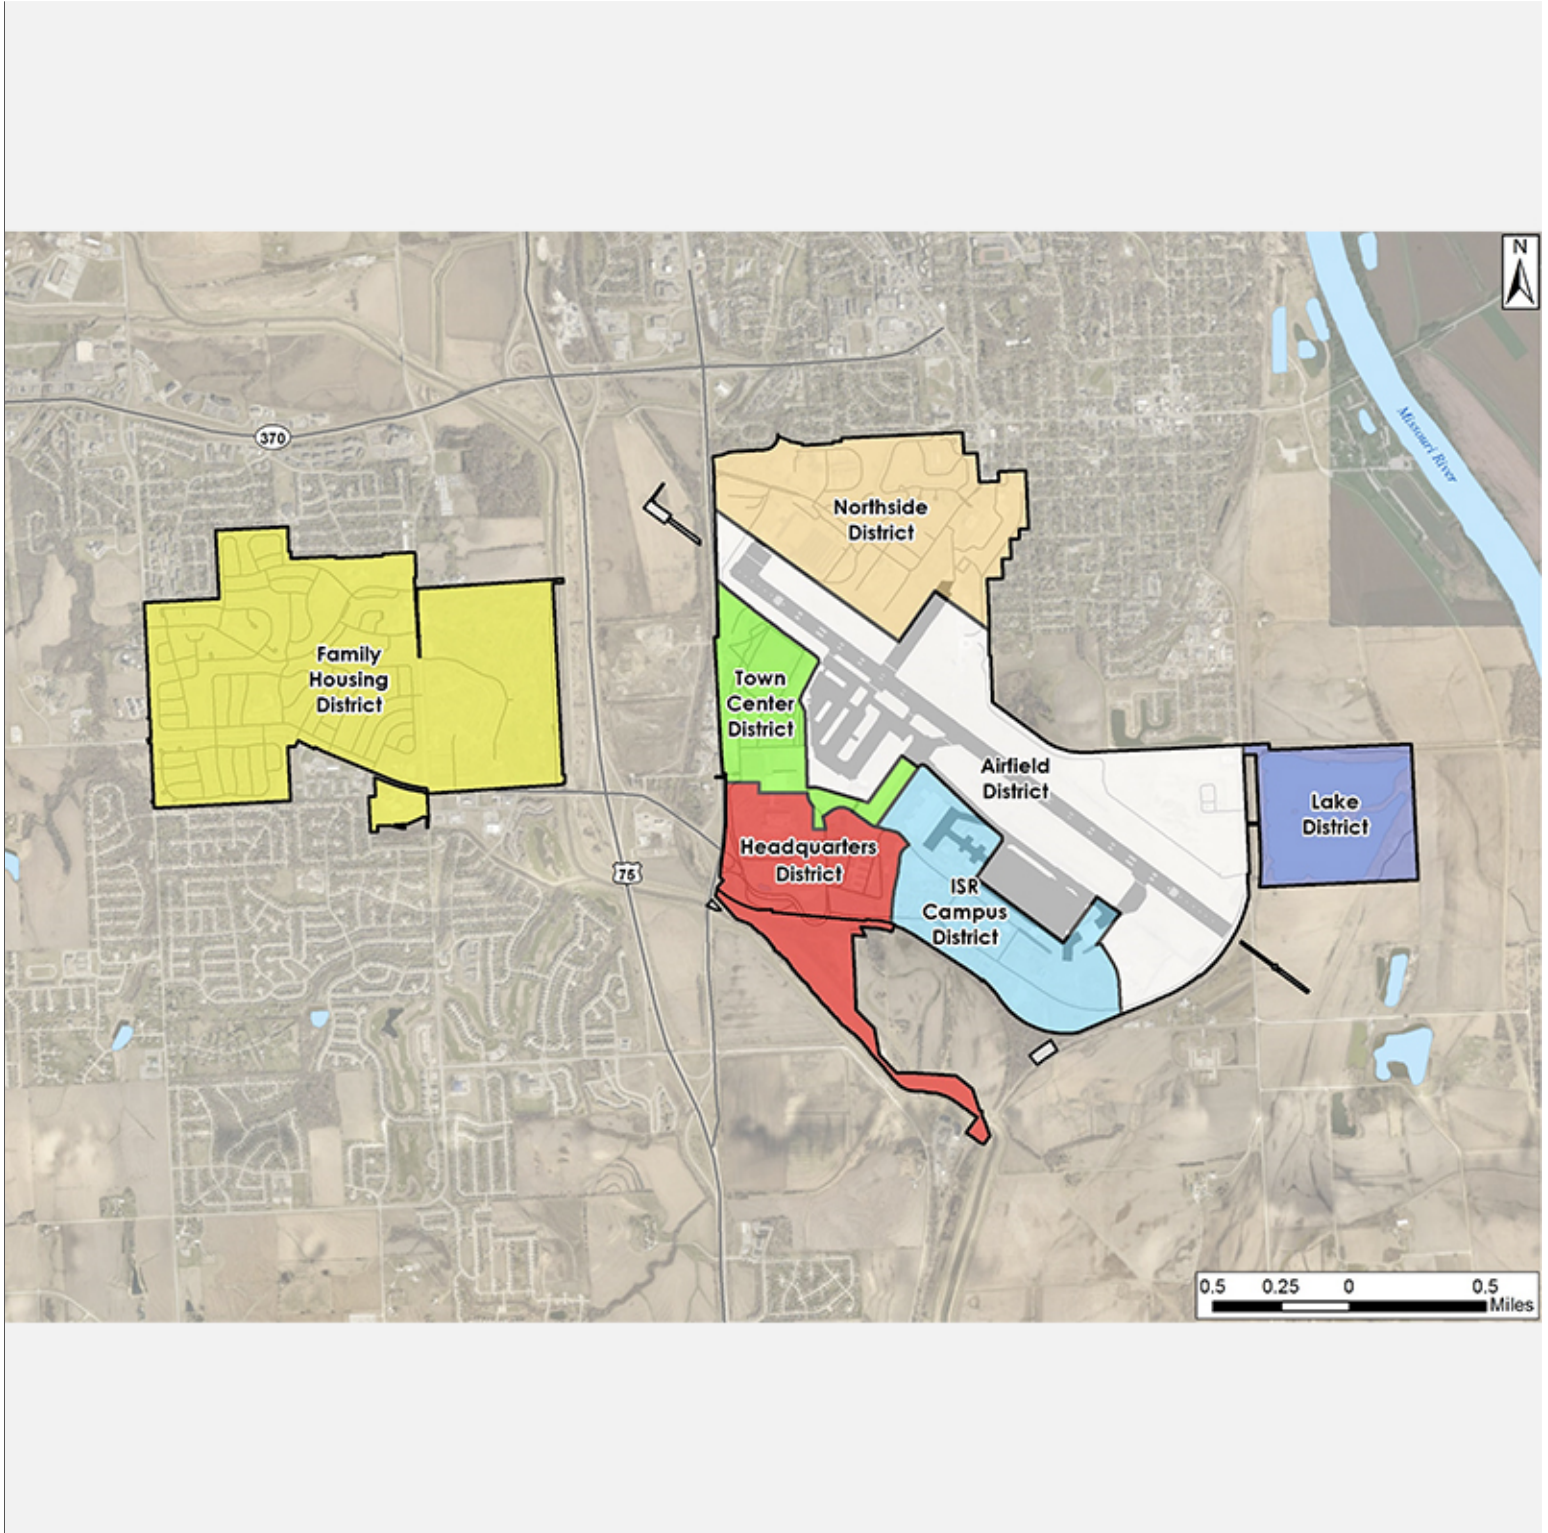 N
Missouri River
370
Northside
District
Family
Housing
District
Town
Center
District
Airfield
District
Lake
District
Headquarters
District
75
ISR
Campus
District
0.5 0.25 0 0.5
Miles